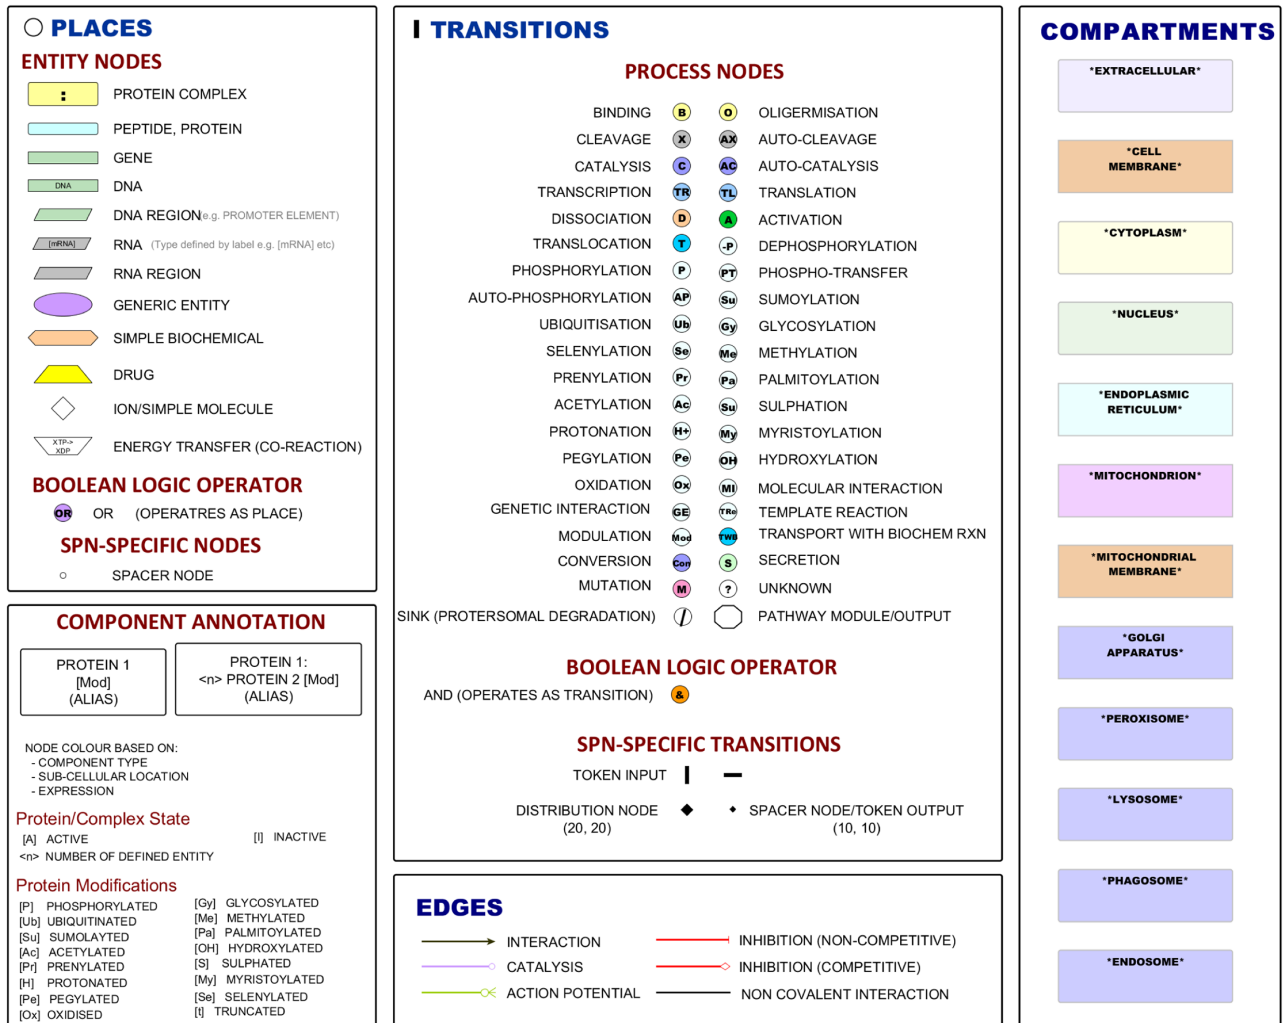 PLACES
ENTITY NODES
:
PROTEIN COMPLEX
PEPTIDE, PROTEIN
GENE
DNA
DNA
DNA REGION(e.g. PROMOTER ELEMENT)
[mRNA]
RNA (Type defined by label e.g. [mRNA] etc)
RNA REGION
GENERIC ENTITY
SIMPLE BIOCHEMICAL
DRUG
ION/SIMPLE MOLECULE
XTP->
XDP
ENERGY TRANSFER (CO-REACTION)
BOOLEAN LOGIC OPERATOR
OR OR (OPERATRES AS PLACE)
SPN-SPECIFIC NODES
SPACER NODE
COMPONENT ANNOTATION
PROTEIN 1
[Mod]
(ALIAS)
PROTEIN 1:
<n> PROTEIN 2 [Mod]
(ALIAS)
NODE COLOUR BASED ON:
- COMPONENT TYPE
- SUB-CELLULAR LOCATION
- EXPRESSION
Protein/Complex State
[A] ACTIVE
[I] INACTIVE
<n> NUMBER OF DEFINED ENTITY
Protein Modifications
[P] PHOSPHORYLATED
[Ub] UBIQUITINATED
[Su] SUMOLAYTED
[Ac] ACETYLATED
[Pr] PRENYLATED
[H] PROTONATED
[Pe] PEGYLATED
[Ox] OXIDISED
[Gy] GLYCOSYLATED
[Me] METHYLATED
[Pa] PALMITOYLATED
[OH] HYDROXYLATED
[S] SULPHATED
[My] MYRISTOYLATED
[Se] SELENYLATED
[t] TRUNCATED
TRANSITIONS
PROCESS NODES
BINDING B O OLIGERMISATION
CLEAVAGE X AX AUTO-CLEAVAGE
CATALYSIS C AC AUTO-CATALYSIS
TRANSCRIPTION TR TL TRANSLATION
DISSOCIATION D A ACTIVATION
TRANSLOCATION T -P DEPHOSPHORYLATION
PHOSPHORYLATION P PT PHOSPHO-TRANSFER
AUTO-PHOSPHORYLATION AP Su SUMOYLATION
UBIQUITISATION Ub Gy GLYCOSYLATION
SELENYLATION Se Me METHYLATION
PRENYLATION Pr Pa PALMITOYLATION
ACETYLATION Ac Su SULPHATION
PROTONATION H+ My MYRISTOYLATION
PEGYLATION Pe OH HYDROXYLATION
OXIDATION Ox MI MOLECULAR INTERACTION
GENETIC INTERACTION GE TRe TEMPLATE REACTION
MODULATION Mod TWB TRANSPORT WITH BIOCHEM RXN
CONVERSION Con S SECRETION
MUTATION M ? UNKNOWN
SINK (PROTERSOMAL DEGRADATION) PATHWAY MODULE/OUTPUT
BOOLEAN LOGIC OPERATOR
AND (OPERATES AS TRANSITION) &
SPN-SPECIFIC TRANSITIONS
TOKEN INPUT
DISTRIBUTION NODE
(20, 20)
SPACER NODE/TOKEN OUTPUT
(10, 10)
EDGES
INTERACTION
CATALYSIS
ACTION POTENTIAL
INHIBITION (NON-COMPETITIVE)
INHIBITION (COMPETITIVE)
NON COVALENT INTERACTION
COMPARTMENTS
*EXTRACELLULAR*
*CELL
MEMBRANE*
*CYTOPLASM*
*NUCLEUS*
*ENDOPLASMIC
RETICULUM*
*MITOCHONDRION*
*MITOCHONDRIAL
MEMBRANE*
*GOLGI
APPARATUS*
*PEROXISOME*
*LYSOSOME*
*PHAGOSOME*
*ENDOSOME*